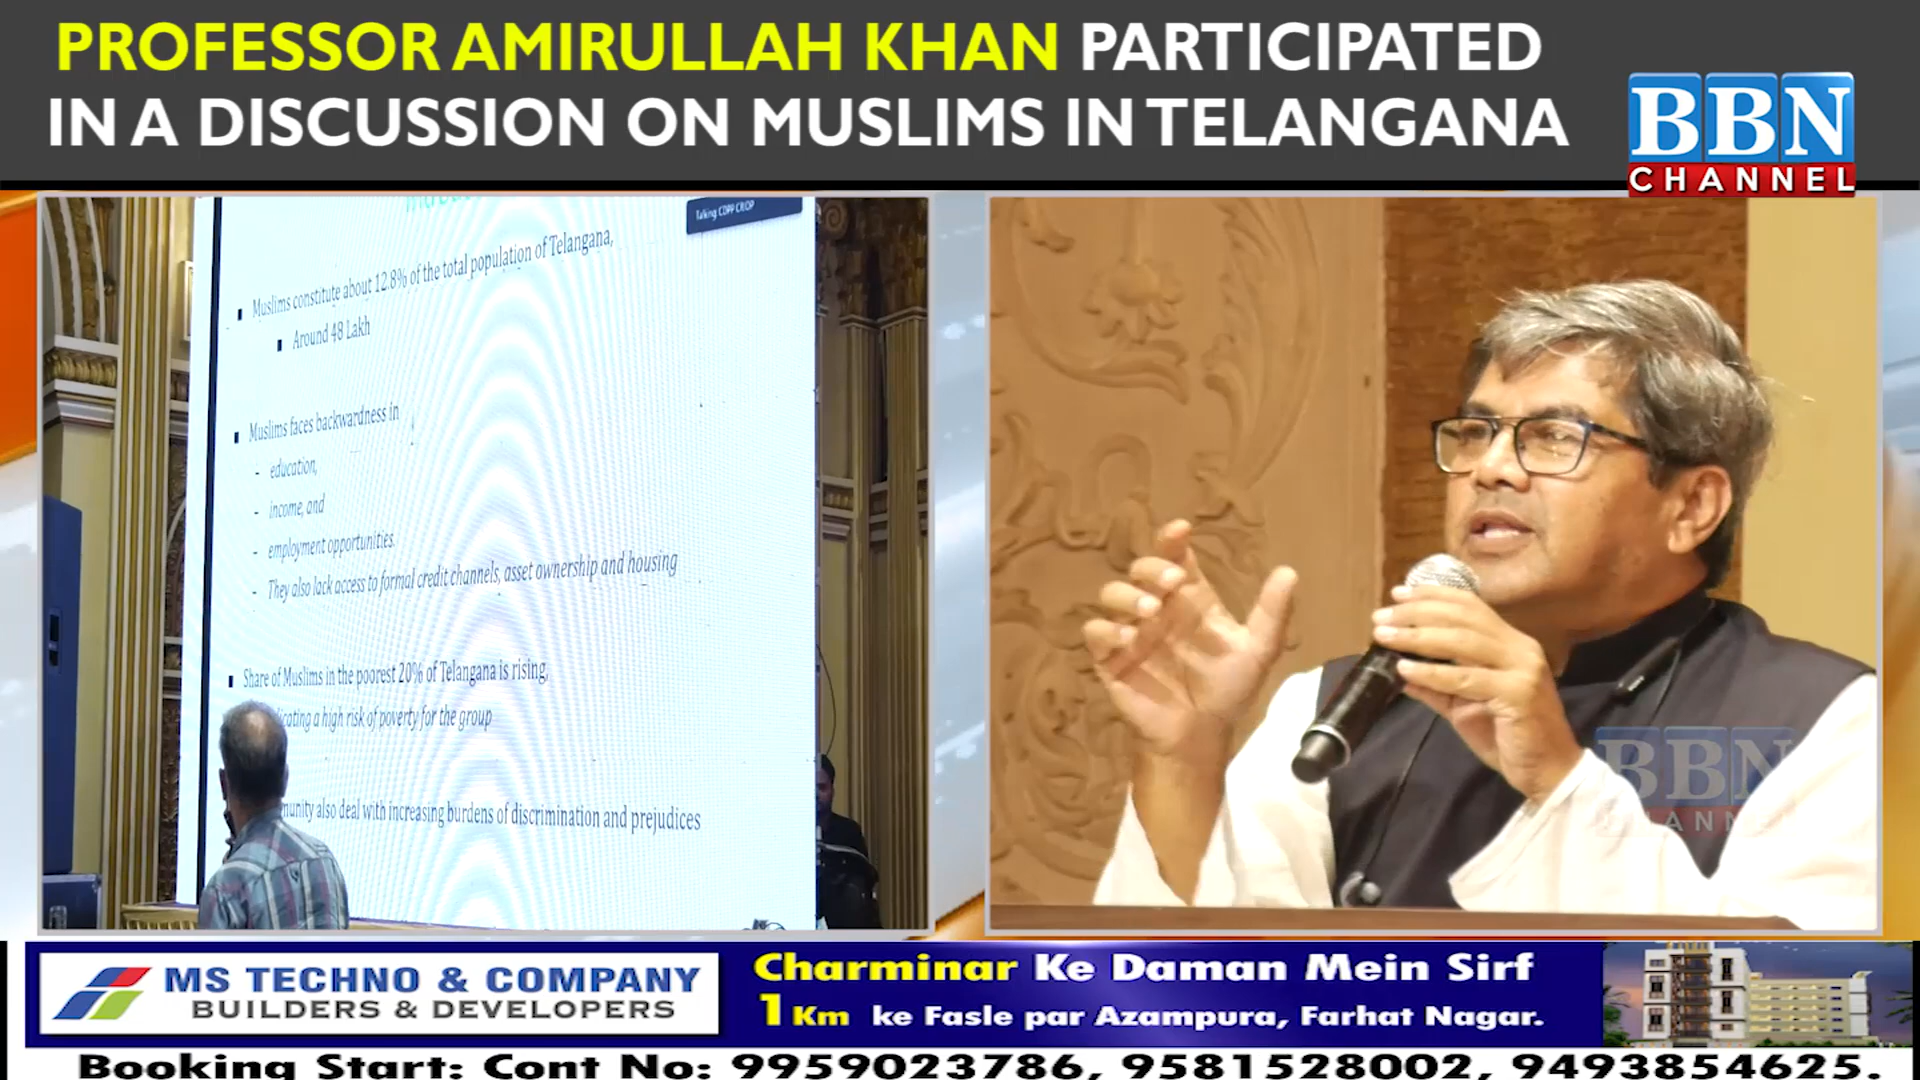 PROFESSOR AMIRULLAH KHAN PARTICIPATED
IN A DISCUSSION ON MUSLIMS IN TELANGANA
BBN
CHANNEL
Talking: CDPP CROP
Muslims constitute about 12.8% of the total population of Telangana,
Around 48 Lakh
Muslims faces backwardness in
- education,
- income, and
- employment opportunities.
- They also lack access to formal credit channels, asset ownership and housing
Share of Muslims in the poorest 20% of Telangana is rising,
a high risk of poverty for the group
also deal with increasing burdens of discrimination and prejudices
BBN
MS TECHNO & COMPANY
BUILDERS & DEVELOPERS
Charminar Ke Daman Mein Sirf
1 Km ke Fasle par Azampura, Farhat Nagar.
Booking Start: Cont No: 9959023786, 9581528002, 9493854625.